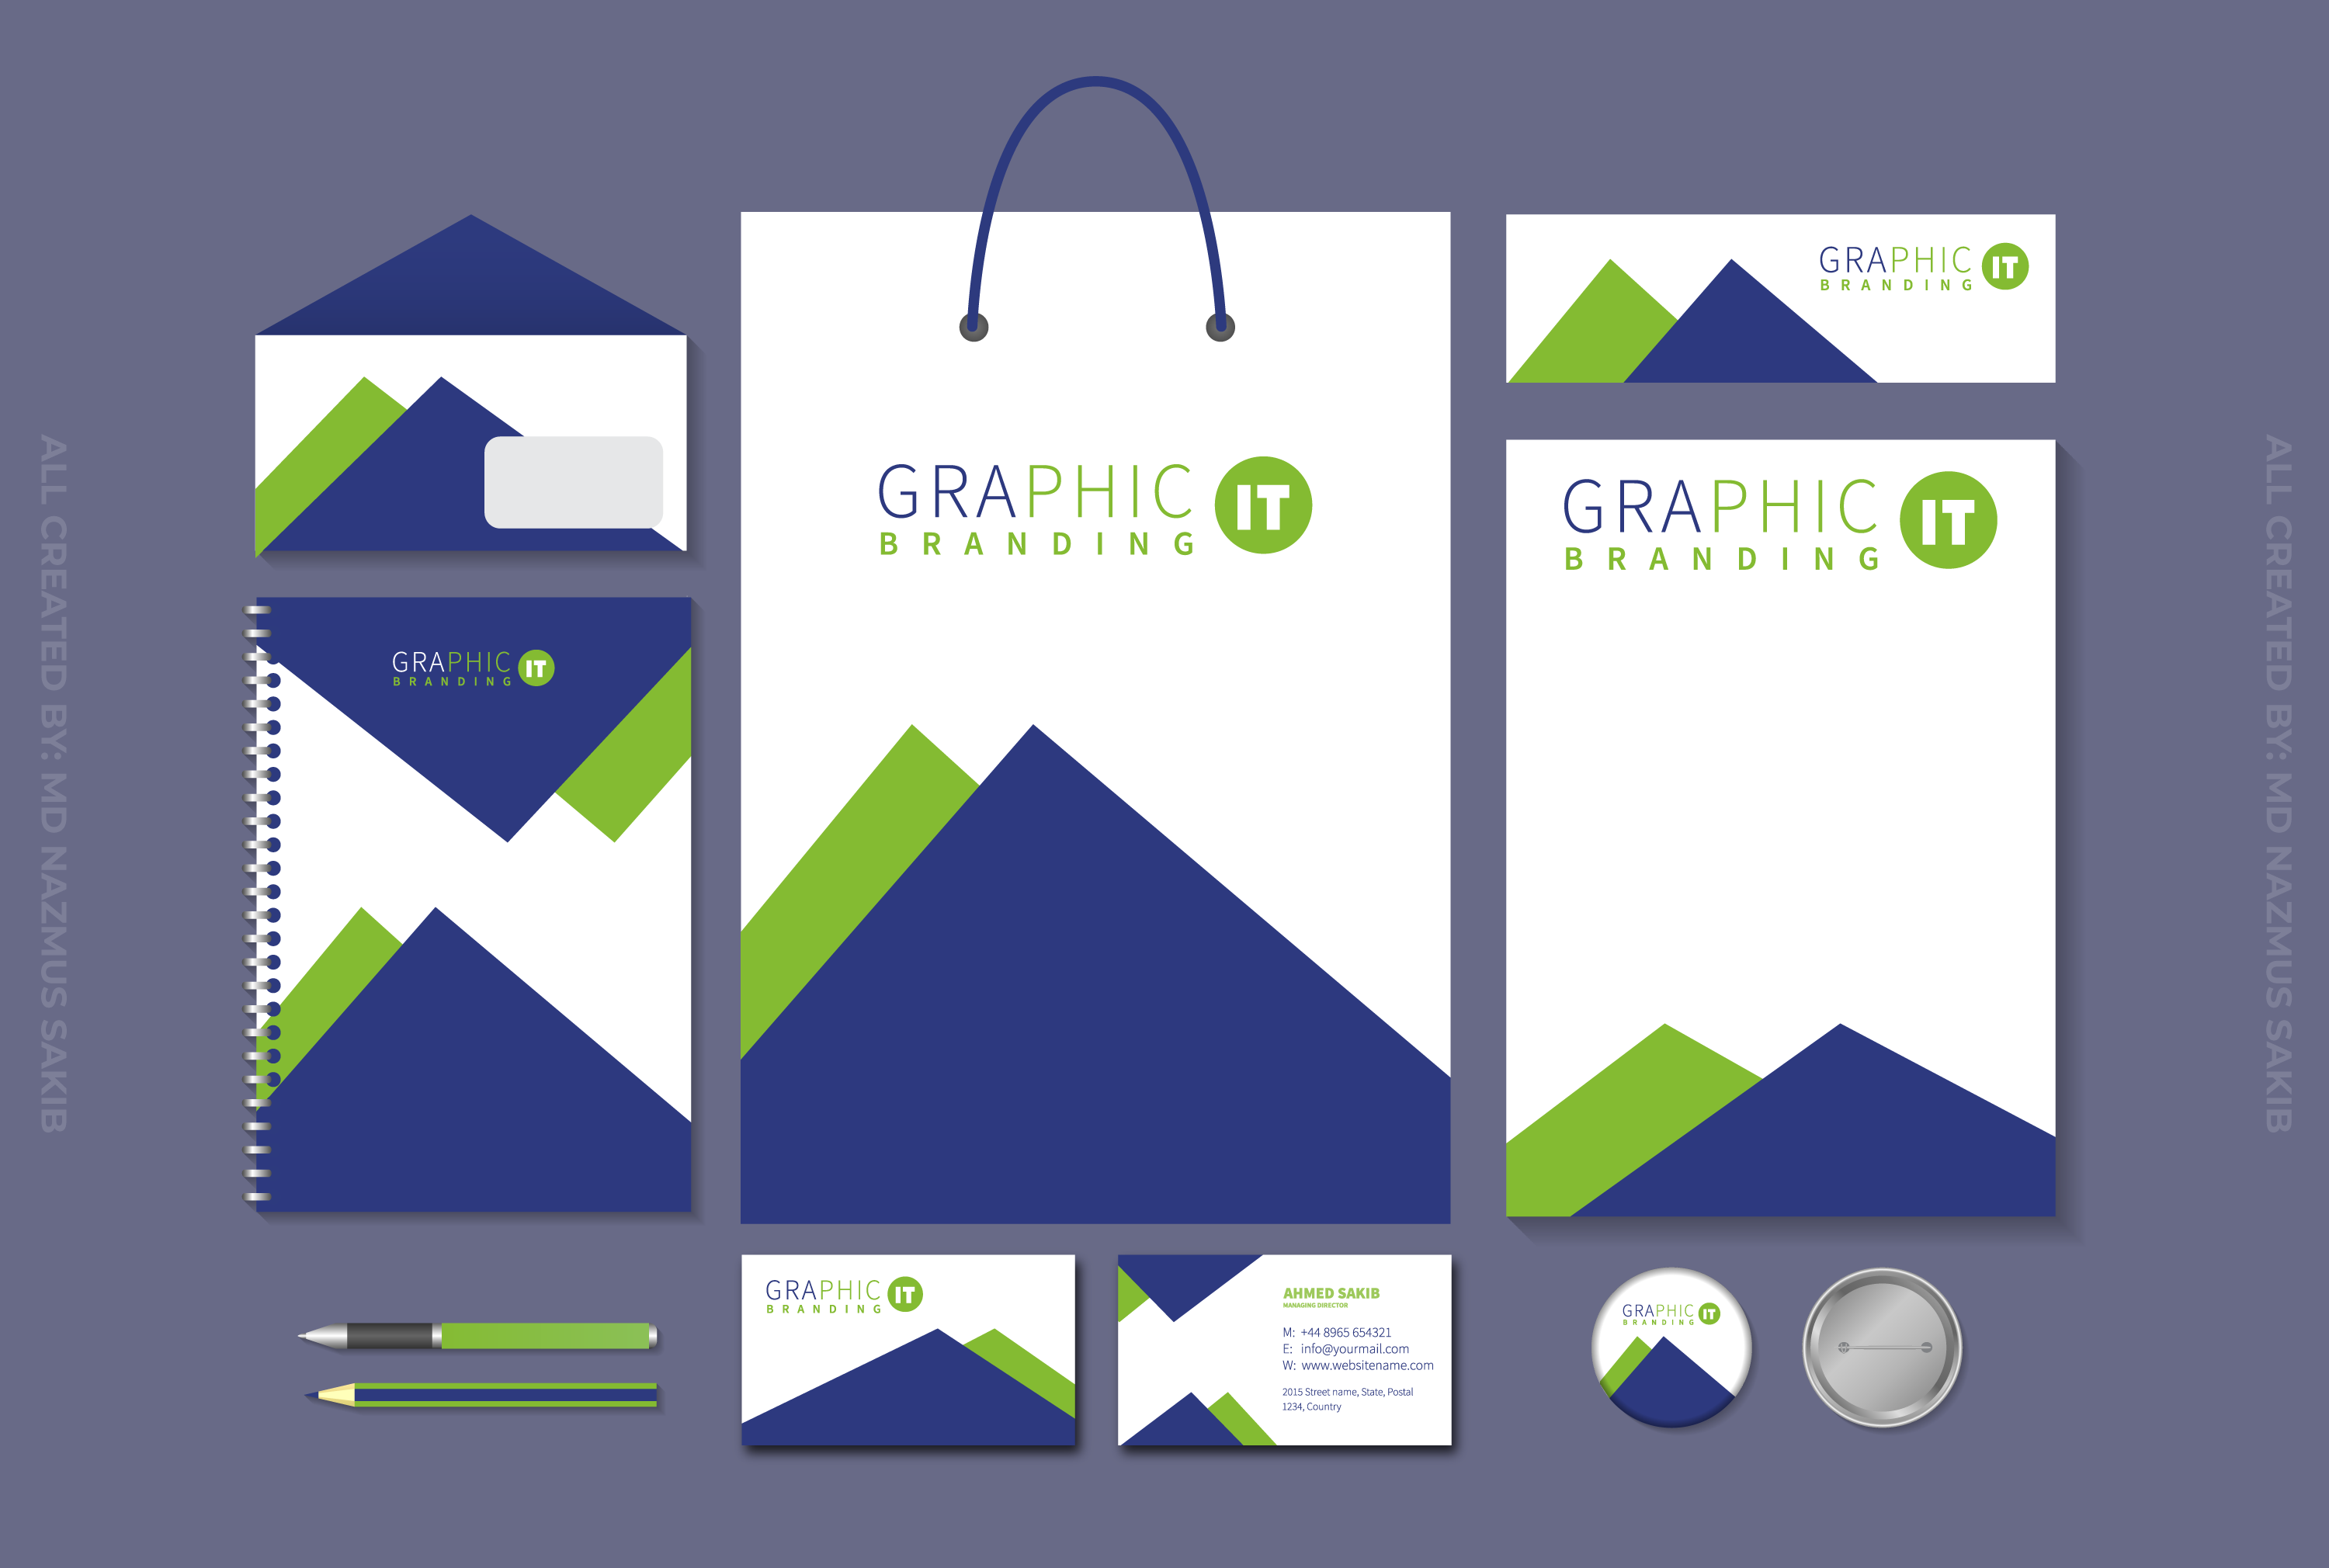 ALL CREATED BY: MD NAZMUS SAKIB
GRAPHIC IT
BRANDING
GRAPHIC IT
BRANDING
GRAPHIC IT
BRANDING
GRAPHIC IT
BRANDING
GRAPHIC IT
BRANDING
AHMED SAKIB
MANAGING DIRECTOR
M: +44 8965 654321
E: info@yourmail.com
W: www.websitename.com
2015 Street name, State, Postal
1234, Country
GRAPHIC IT
BRANDING
ALL CREATED BY: MD NAZMUS SAKIB